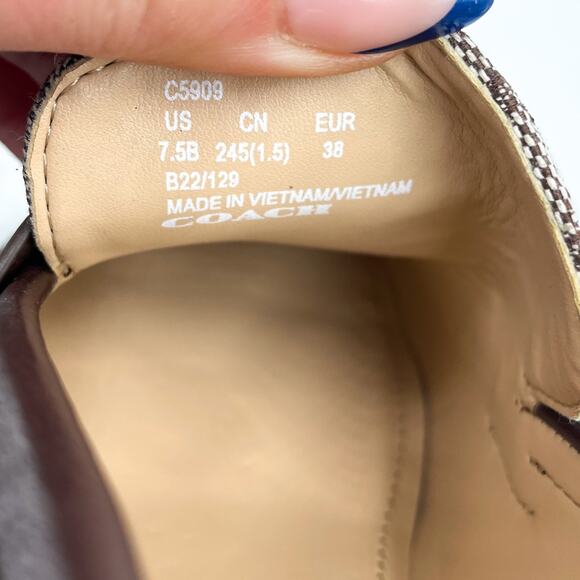 C5909
US CN EUR
7.5B 245(1.5) 38
B22/129
MADE IN VIETNAM/VIETNAM
COACH